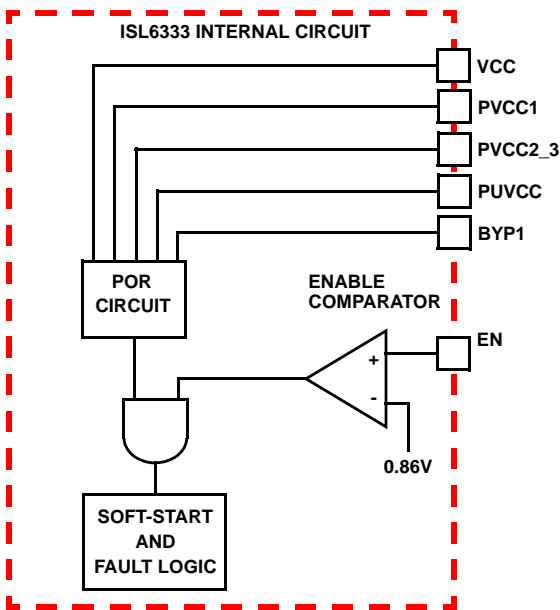 ISL6333 INTERNAL CIRCUIT
VCC
PVCC1
PVCC2_3
PUVCC
BYP1
POR
CIRCUIT
ENABLE
COMPARATOR
EN
+
-
0.86V
SOFT-START
AND
FAULT LOGIC